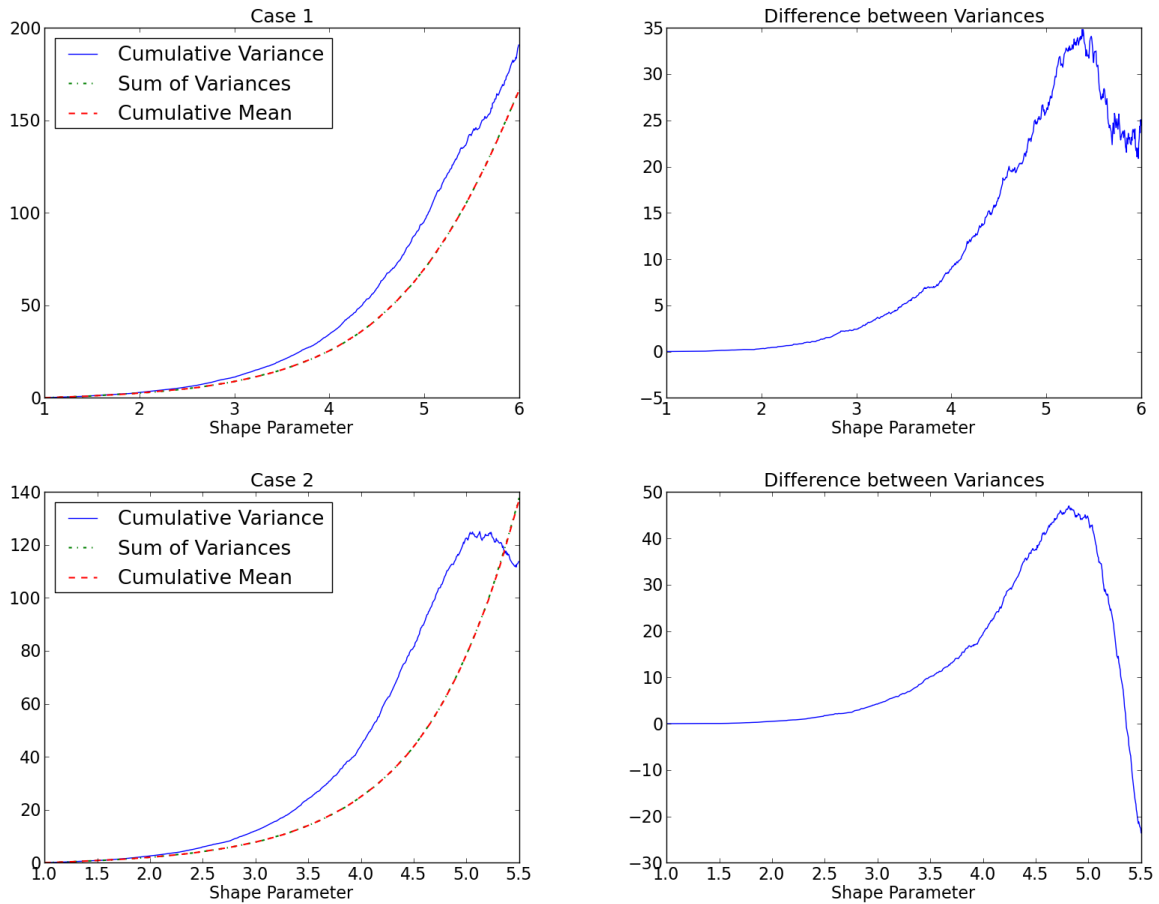 Case 1
200
150
100
50
0
Cumulative Variance
Sum of Variances
Cumulative Mean
1 2 3 4 5 6
Shape Parameter
Difference between Variances
35
30
25
20
15
10
5
0
−5
1 2 3 4 5 6
Shape Parameter
Case 2
140
120
100
80
60
40
20
0
Cumulative Variance
Sum of Variances
Cumulative Mean
1.0 1.5 2.0 2.5 3.0 3.5 4.0 4.5 5.0 5.5
Shape Parameter
Difference between Variances
50
40
30
20
10
0
−10
−20
−30
1.0 1.5 2.0 2.5 3.0 3.5 4.0 4.5 5.0 5.5
Shape Parameter